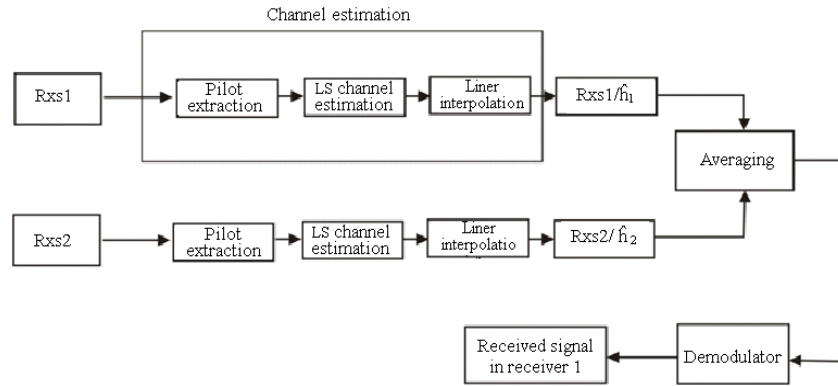 Channel estimation
Rxs1
Pilot
extraction
LS channel
estimation
Liner
interpolation
Rxs1/ĥ₁
Averaging
Rxs2
Pilot
extraction
LS channel
estimation
Liner
interpolatio
Rxs2/ ĥ₂
Received signal
in receiver 1
Demodulator